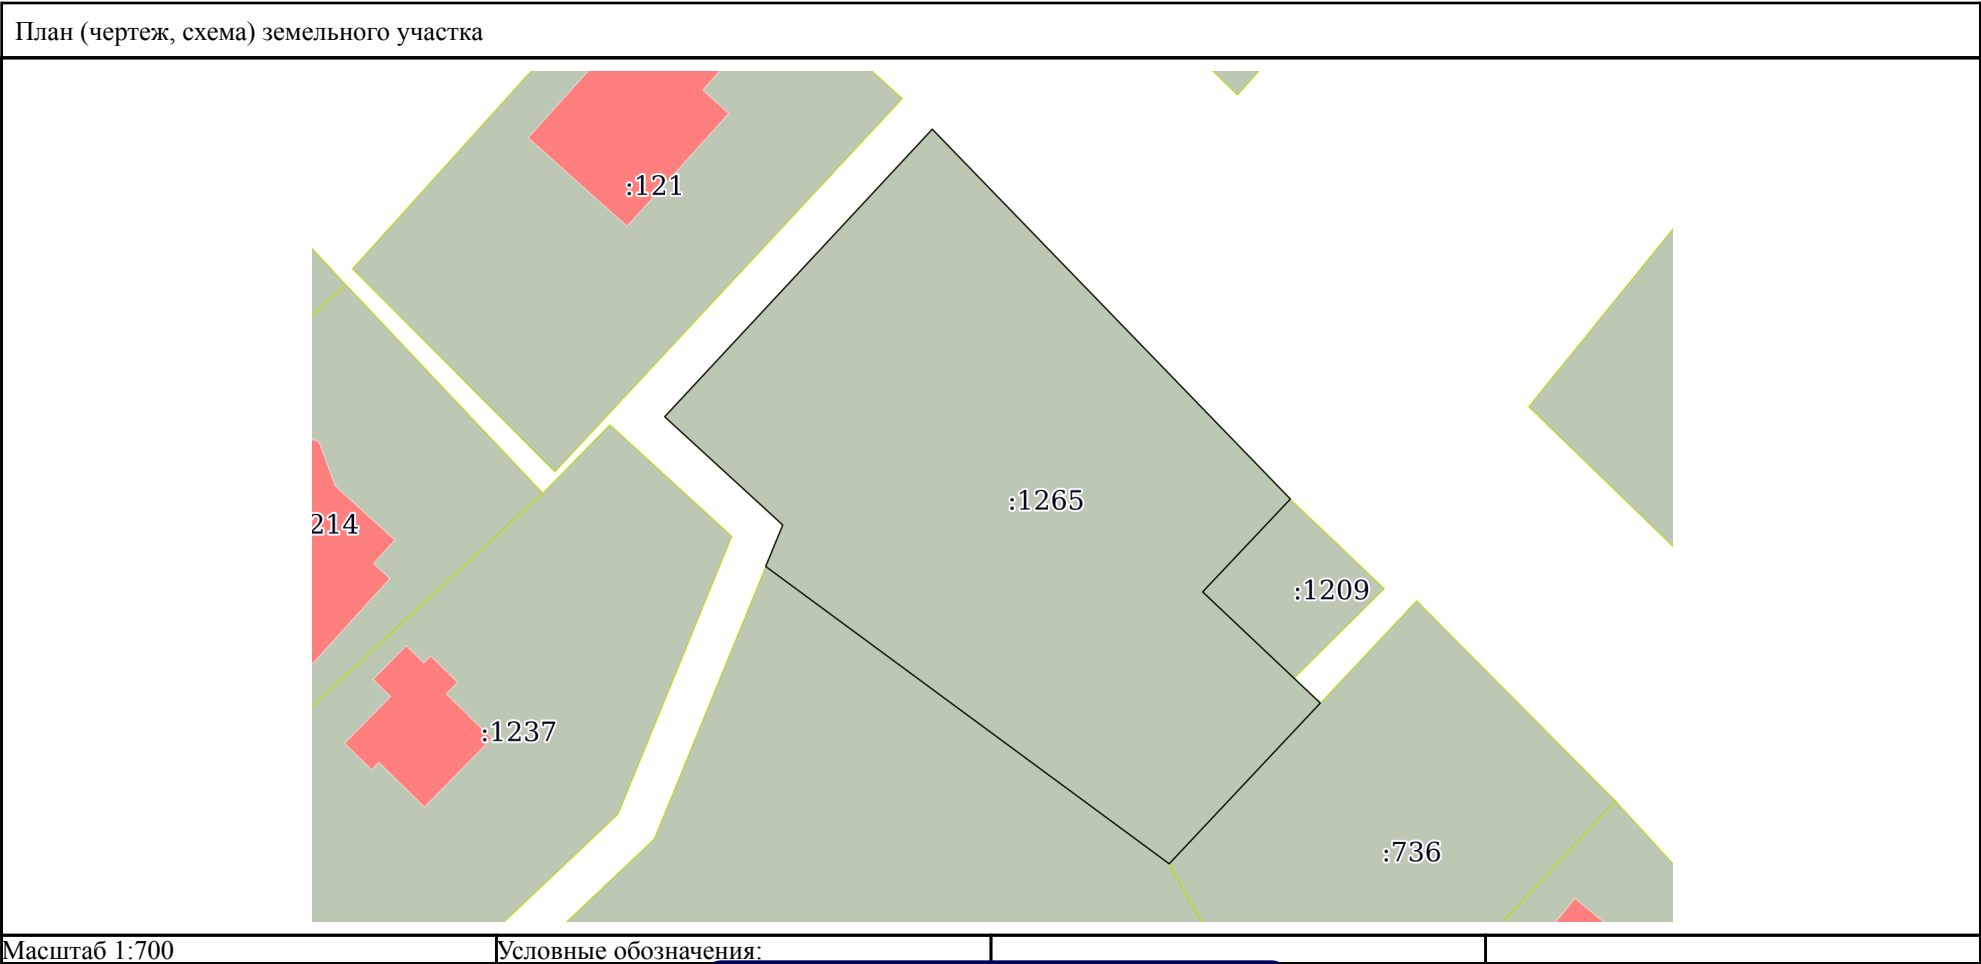 План (чертеж, схема) земельного участка
:121
:1265
214
:1209
:1237
:736
Масштаб 1:700
Условные обозначения: